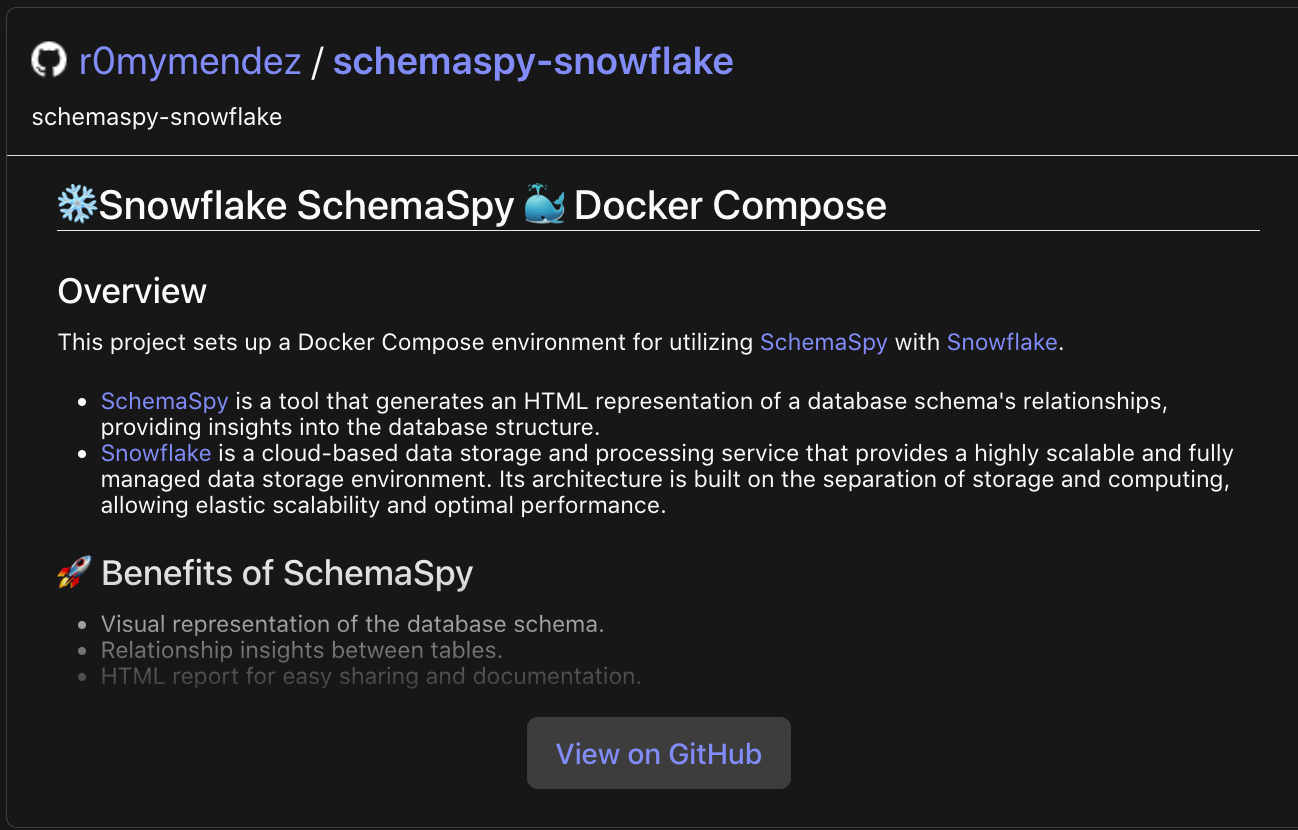 r0mymendez / schemaspy-snowflake
schemaspy-snowflake
❄️Snowflake SchemaSpy 🐳 Docker Compose
Overview
This project sets up a Docker Compose environment for utilizing SchemaSpy with Snowflake.
• SchemaSpy is a tool that generates an HTML representation of a database schema's relationships,
providing insights into the database structure.
• Snowflake is a cloud-based data storage and processing service that provides a highly scalable and fully
managed data storage environment. Its architecture is built on the separation of storage and computing,
allowing elastic scalability and optimal performance.
🚀 Benefits of SchemaSpy
• Visual representation of the database schema.
• Relationship insights between tables.
• HTML report for easy sharing and documentation.
View on GitHub